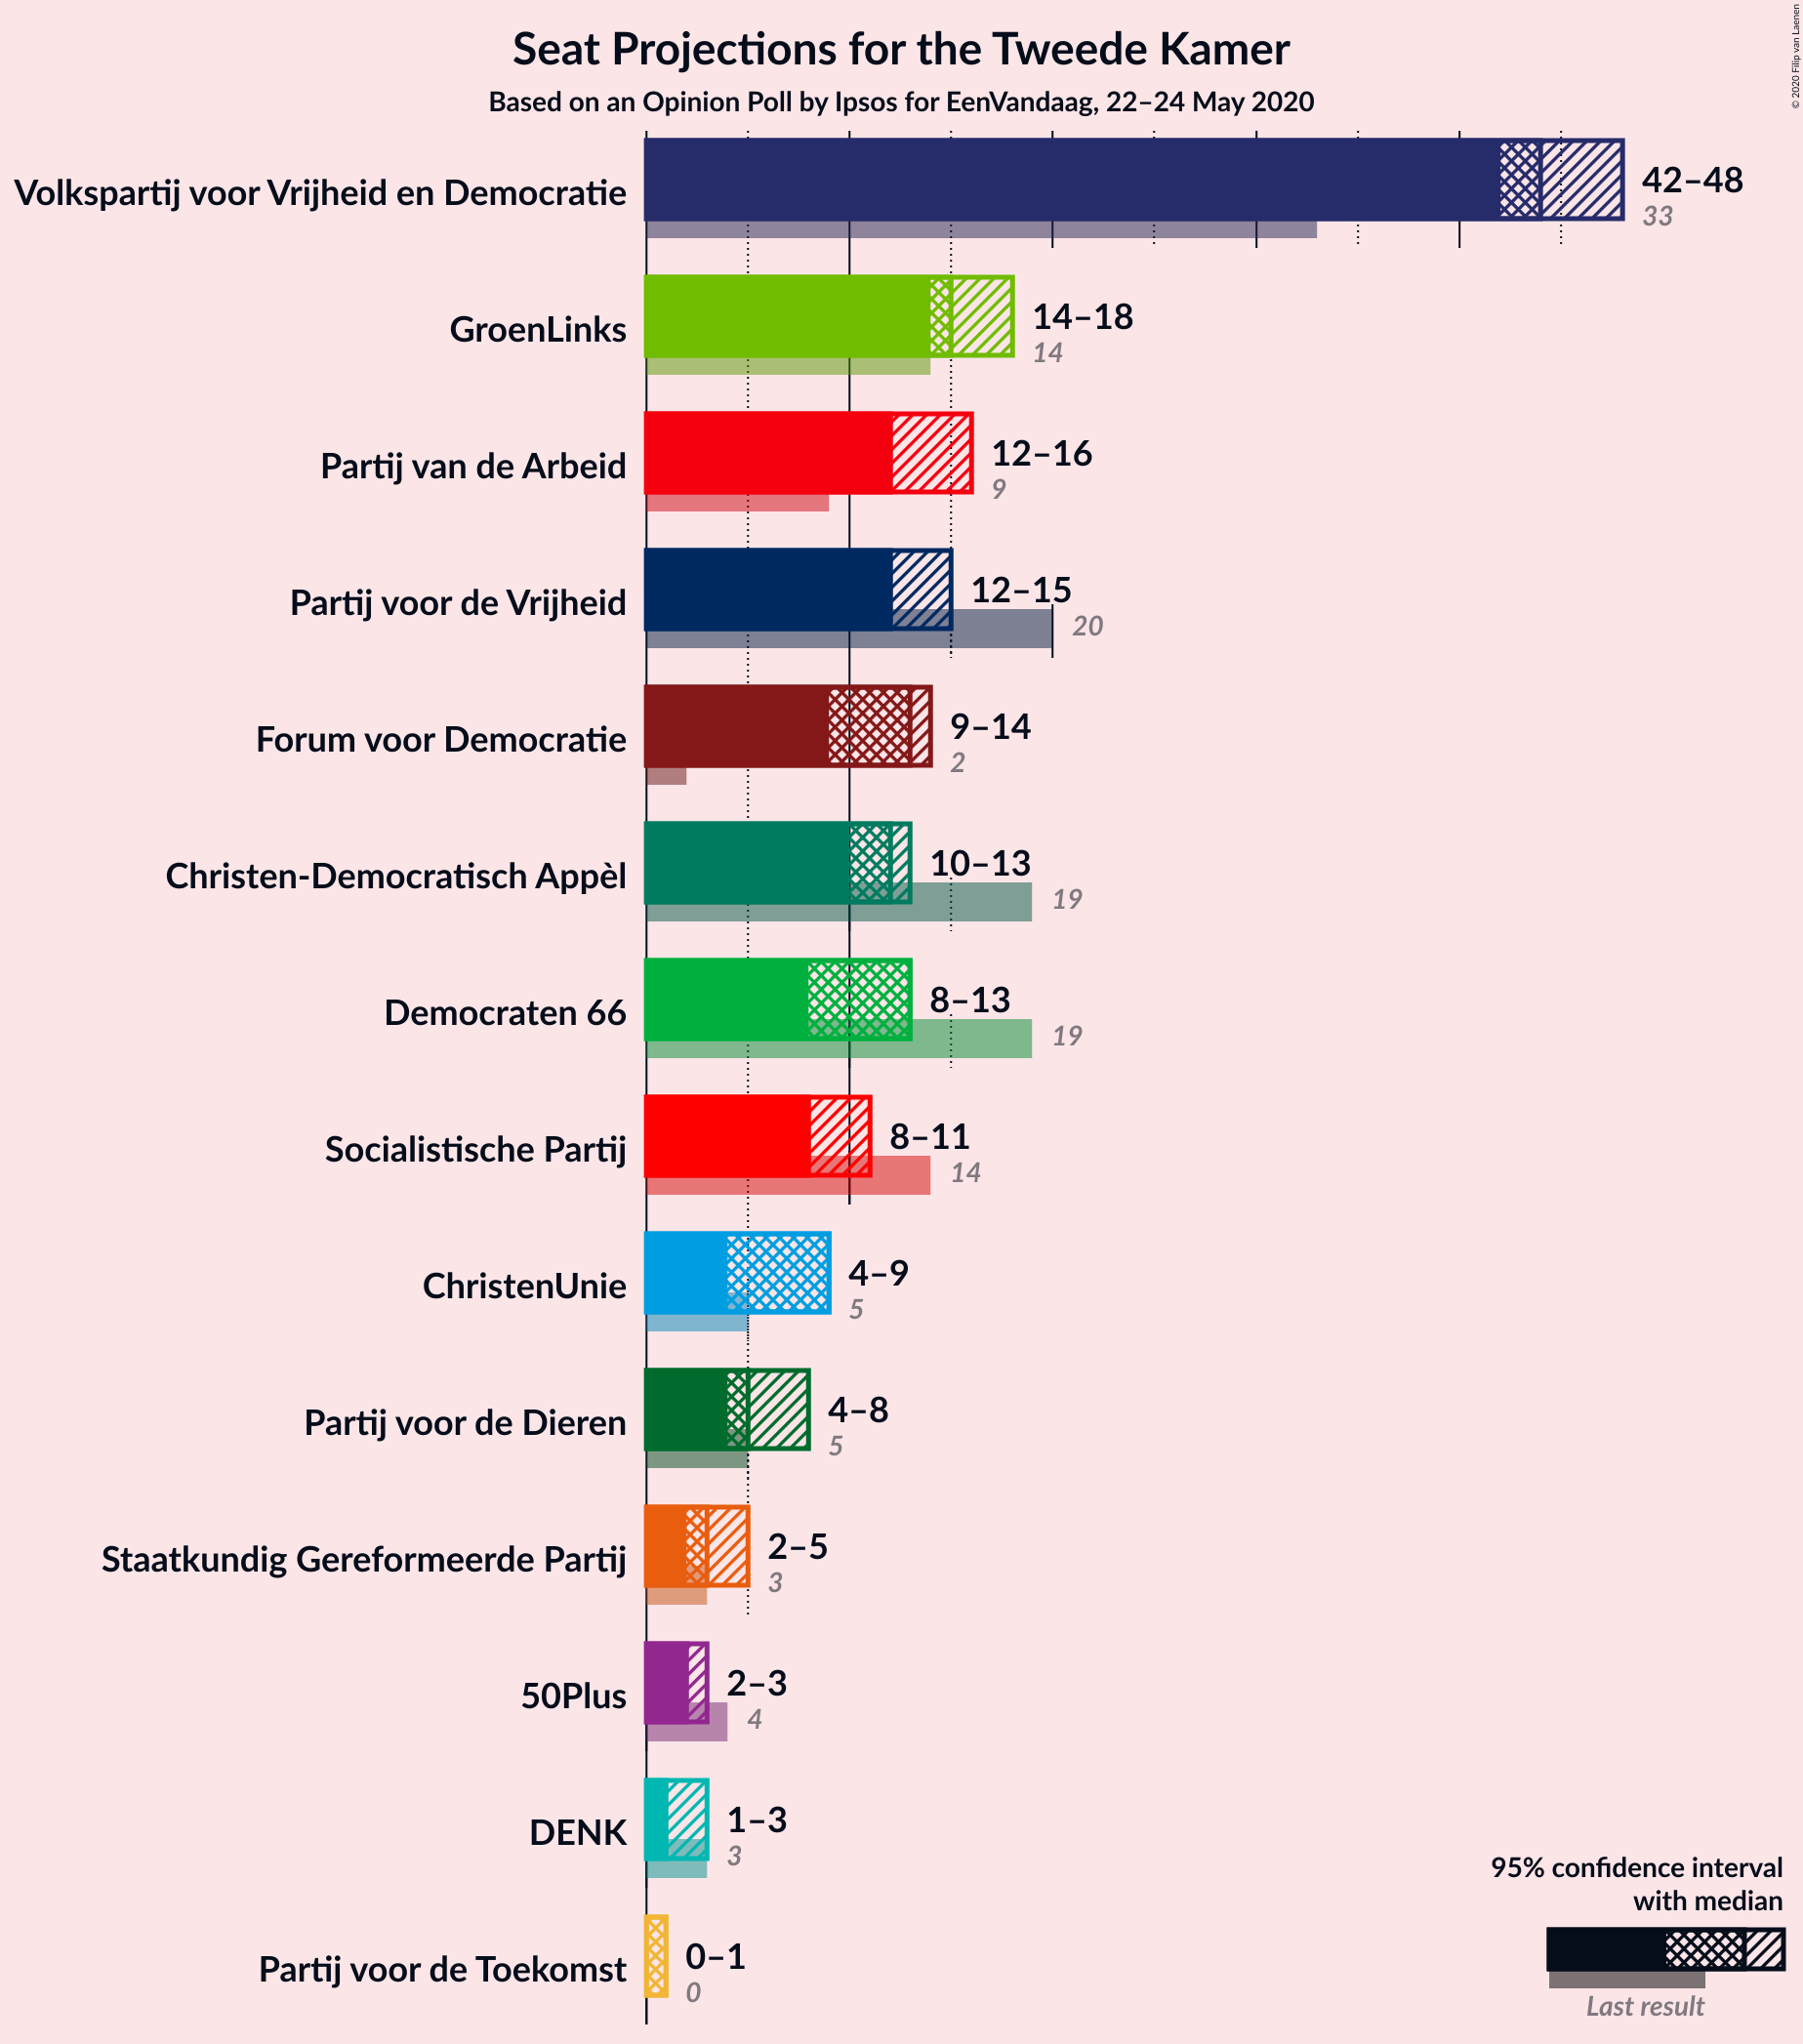 Seat Projections for the Tweede Kamer
Based on an Opinion Poll by Ipsos for EenVandaag, 22–24 May 2020
© 2020 Filip van Laenen
Volkspartij voor Vrijheid en Democratie
42–48
33
GroenLinks
14–18
14
Partij van de Arbeid
12–16
9
Partij voor de Vrijheid
12–15
20
Forum voor Democratie
9–14
2
Christen-Democratisch Appèl
10–13
19
Democraten 66
8–13
19
Socialistische Partij
8–11
14
ChristenUnie
4–9
5
Partij voor de Dieren
4–8
5
Staatkundig Gereformeerde Partij
2–5
3
50Plus
2–3
4
DENK
1–3
3
Partij voor de Toekomst
0–1
0
95% confidence interval
with median
Last result